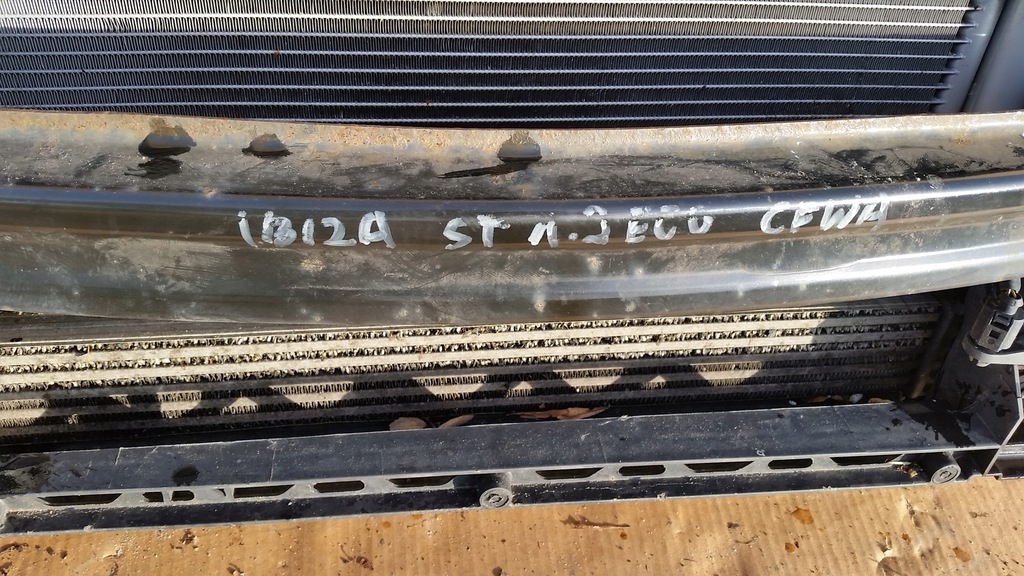 IBIZA ST 1.2 ECO CFWA